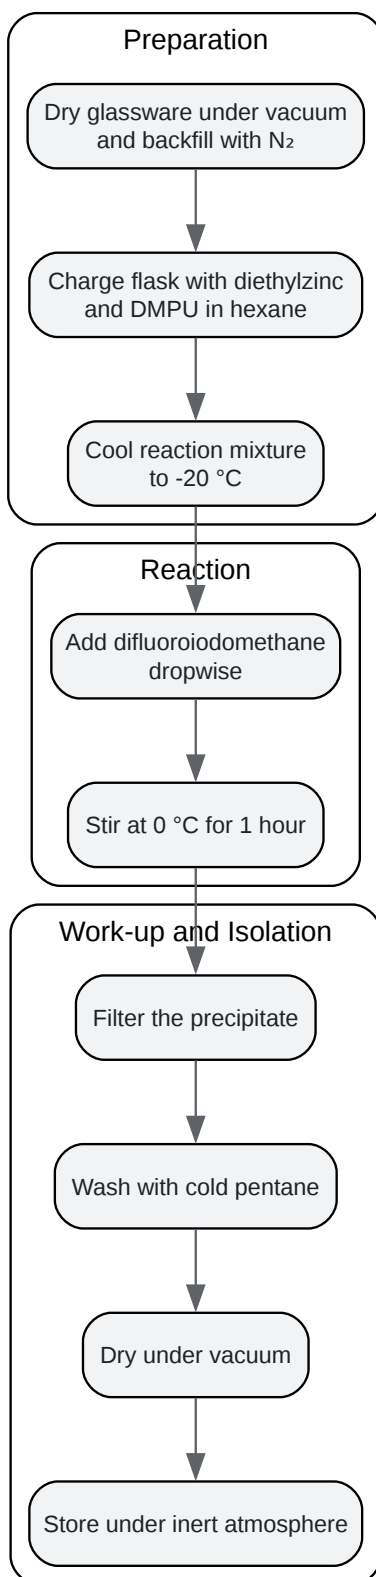 Preparation
Dry glassware under vacuum
and backfill with N₂
Charge flask with diethylzinc
and DMPU in hexane
Cool reaction mixture
to -20 °C
Reaction
Add difluoroiodomethane
dropwise
Stir at 0 °C for 1 hour
Work-up and Isolation
Filter the precipitate
Wash with cold pentane
Dry under vacuum
Store under inert atmosphere